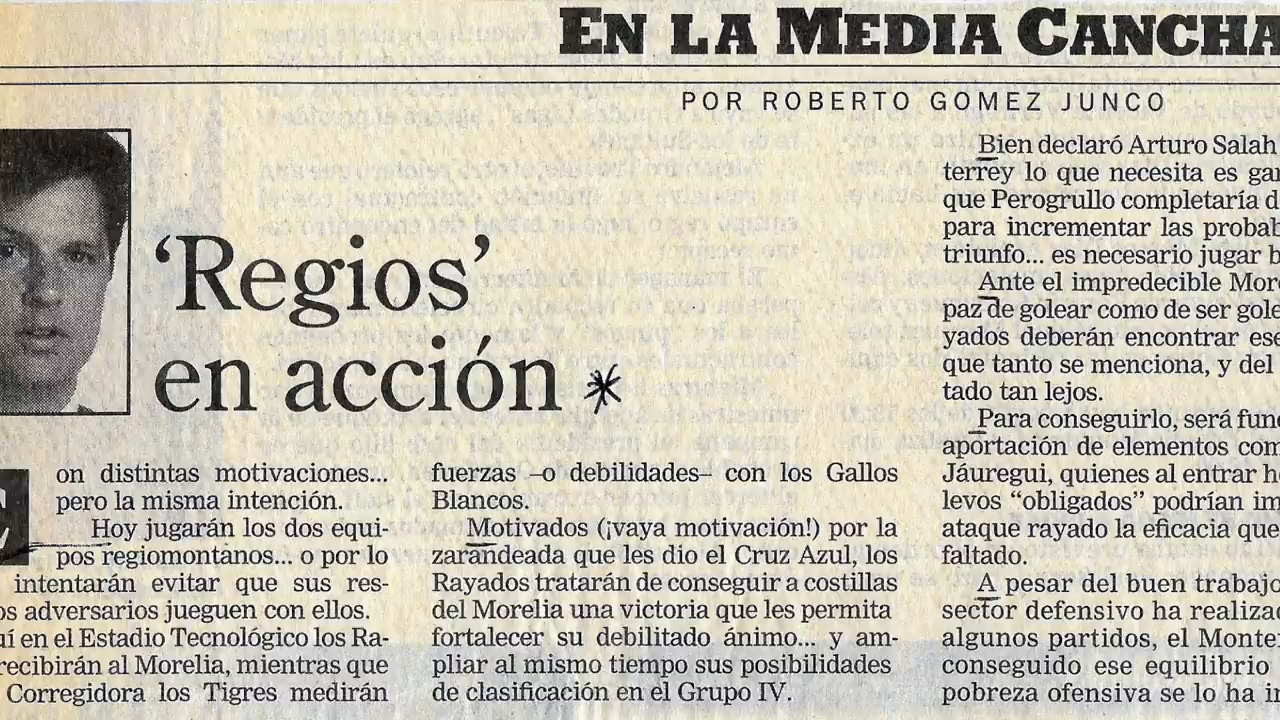 EN LA MEDIA CANCHA
POR ROBERTO GOMEZ JUNCO
‘Regios’
en acción *
on distintas motivaciones...
pero la misma intención.
Hoy jugarán los dos equi-
pos regiomontanos... o por lo
intentarán evitar que sus res-
os adversarios jueguen con ellos.
uí en el Estadio Tecnológico los Ra-
recibirán al Morelia, mientras que
Corregidora los Tigres medirán
fuerzas –o debilidades– con los Gallos
Blancos.
Motivados (¡vaya motivación!) por la
zarandeada que les dio el Cruz Azul, los
Rayados tratarán de conseguir a costillas
del Morelia una victoria que les permita
fortalecer su debilitado ánimo... y am-
pliar al mismo tiempo sus posibilidades
de clasificación en el Grupo IV.
Bien declaró Arturo Salah
terrey lo que necesita es gan
que Perogrullo completaría d
para incrementar las probab
triunfo... es necesario jugar b
Ante el impredecible More
paz de golear como de ser gole
yados deberán encontrar ese
que tanto se menciona, y del
tado tan lejos.
Para conseguirlo, será fund
aportación de elementos com
Jáuregui, quienes al entrar h
levos “obligados” podrían im
ataque rayado la eficacia que
faltado.
A pesar del buen trabajo
sector defensivo ha realizad
algunos partidos, el Monter
conseguido ese equilibrio
pobreza ofensiva se lo ha in